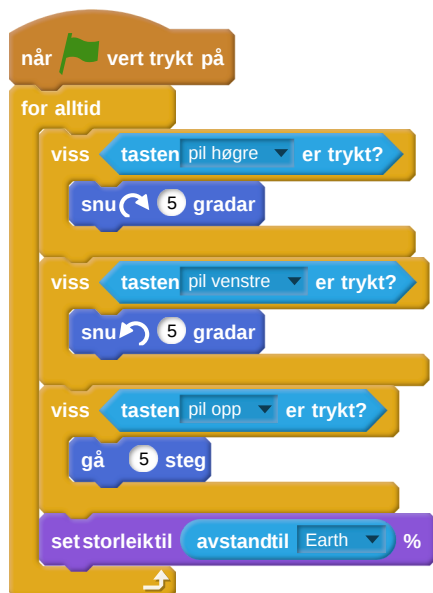 når vert trykt på
for alltid
viss tasten pil høgre er trykt?
snu 5 gradar
viss tasten pil venstre er trykt?
snu 5 gradar
viss tasten pil opp er trykt?
gå 5 steg
set storleik til avstand til Earth %